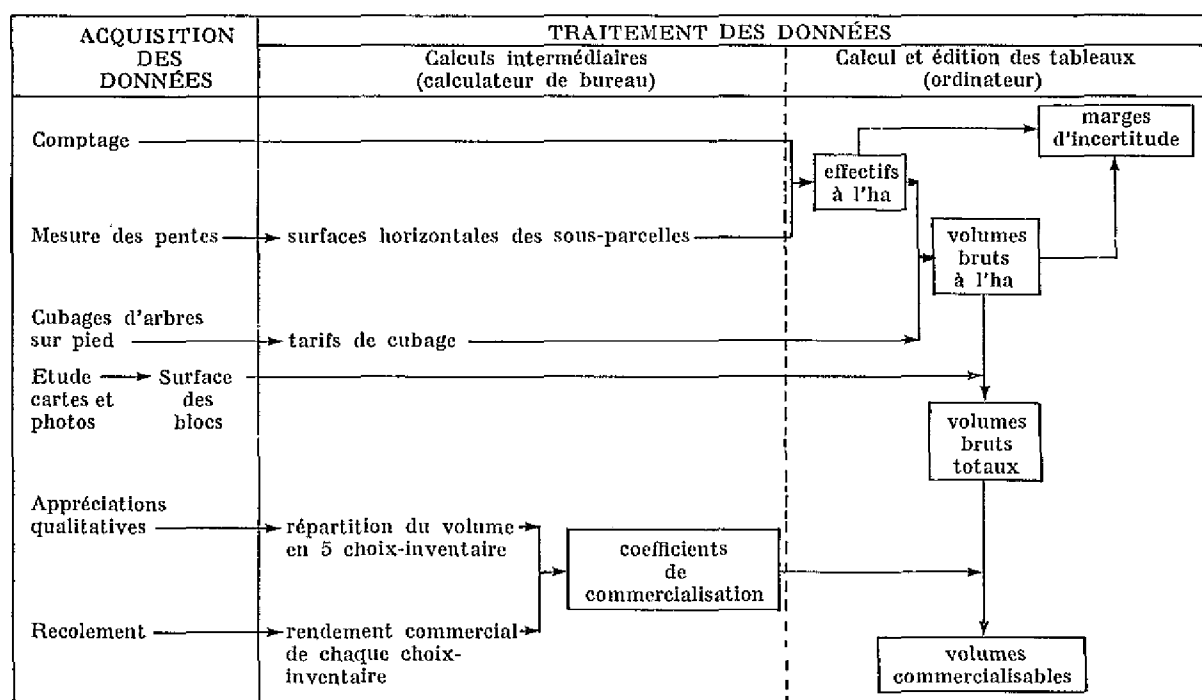 ACQUISITION
DES
DONNÉES
TRAITEMENT DES DONNÉES
Calculs intermédiaires
(calculateur de bureau)
Calcul et édition des tableaux
(ordinateur)
marges
d'incertitude
Comptage
effectifs
à l'ha
Mesure des pentes
surfaces horizontales des sous-parcelles
volumes
bruts
à l'ha
Cubages d'arbres
sur pied
tarifs de cubage
Etude
cartes et
photos
Surface
des
blocs
volumes
bruts
totaux
Appréciations
qualitatives
répartition du volume
en 5 choix-inventaire
coefficients
de
commercialisation
Recolement
rendement commercial
de chaque choix-
inventaire
volumes
commercialisables